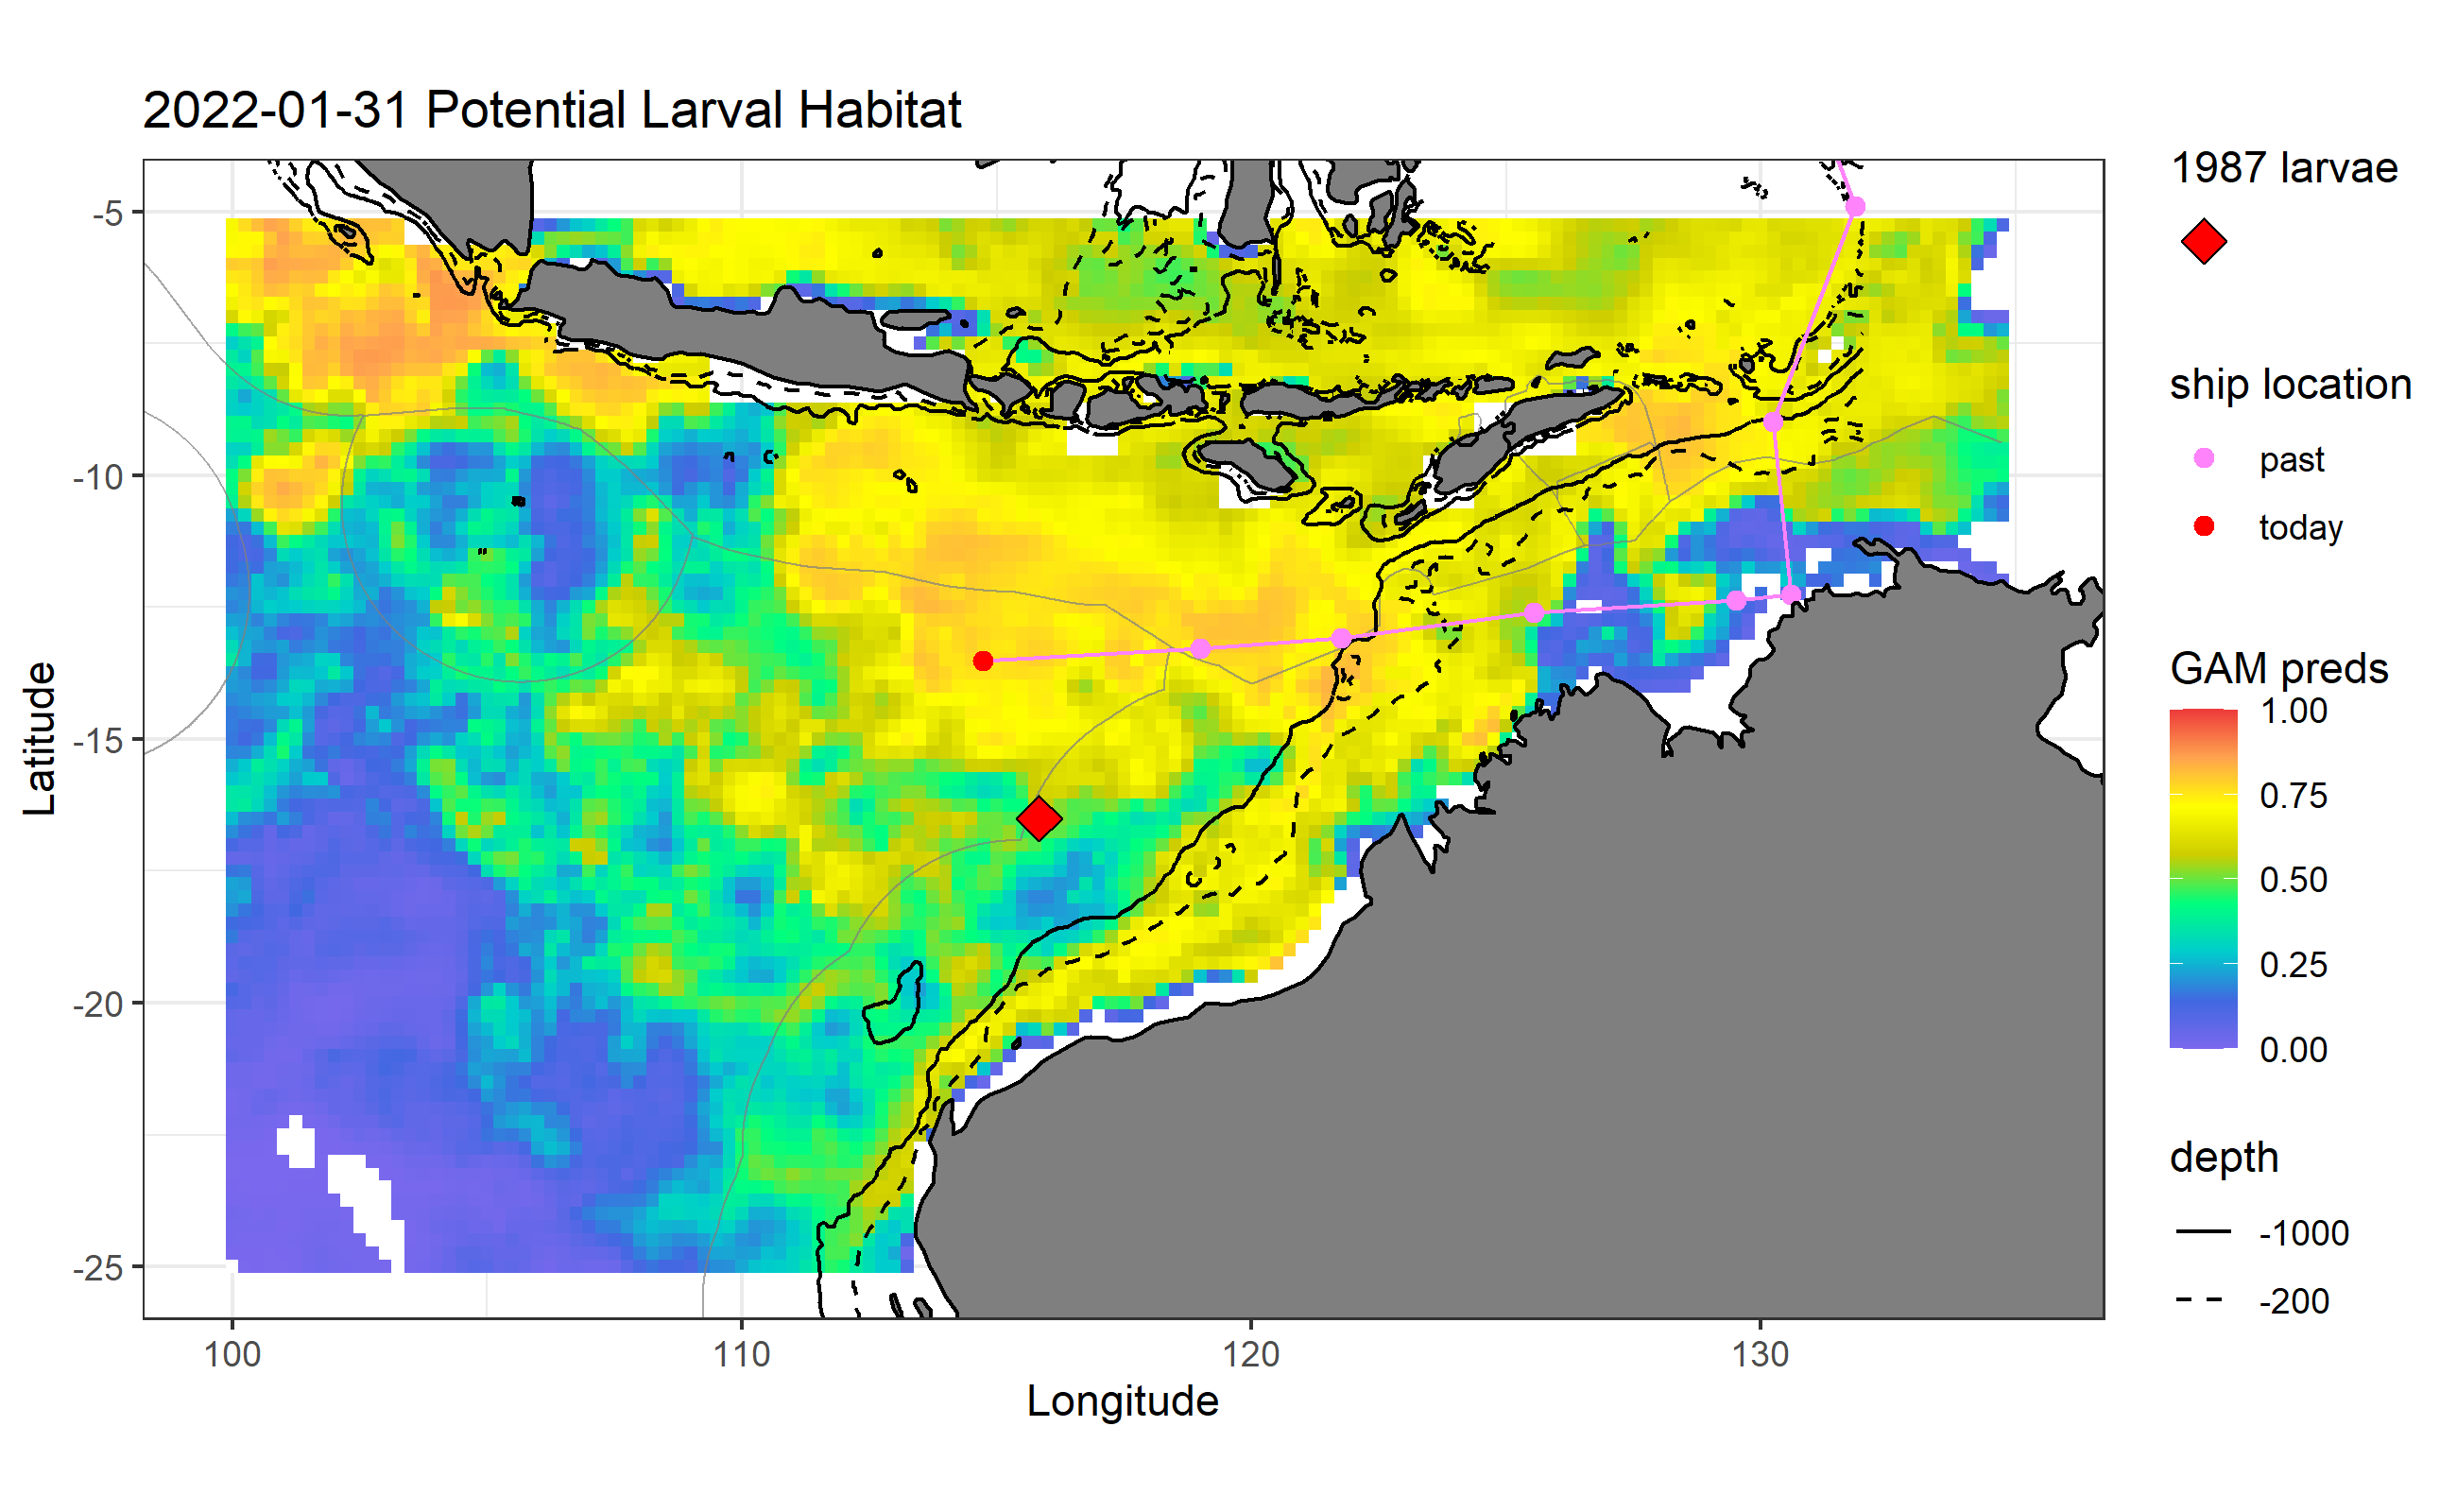 2022-01-31 Potential Larval Habitat
-5
-10
-15
-20
-25
Latitude
100
110
120
130
Longitude
1987 larvae
ship location
past
today
GAM preds
1.00
0.75
0.50
0.25
0.00
depth
-1000
-200